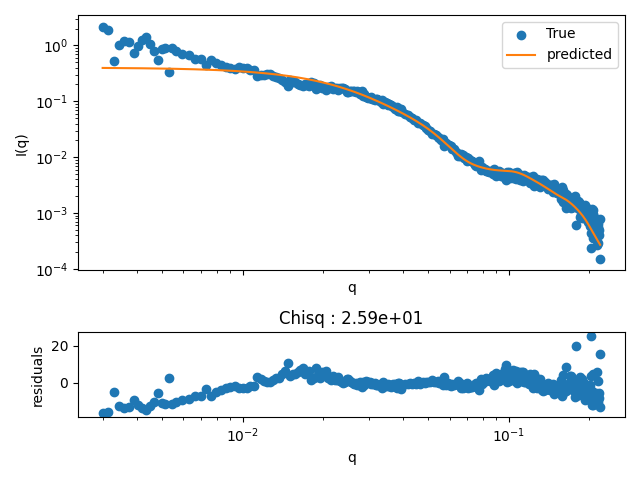 True
predicted
I(q)
10⁰
10⁻¹
10⁻²
10⁻³
10⁻⁴
q
Chisq : 2.59e+01
residuals
20
0
10⁻²
10⁻¹
q